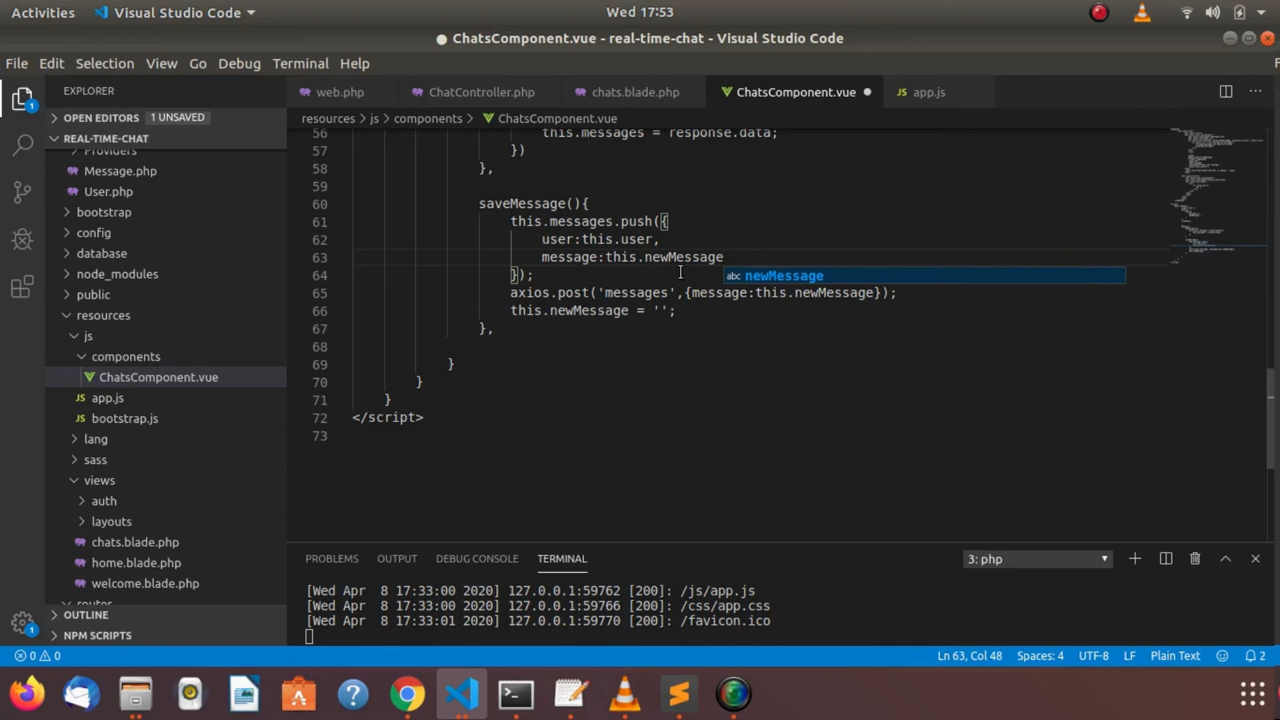 Activities Visual Studio Code Wed 17:53
ChatsComponent.vue - real-time-chat - Visual Studio Code
File Edit Selection View Go Debug Terminal Help
EXPLORER web.php ChatController.php chats.blade.php ChatsComponent.vue app.js
OPEN EDITORS 1 UNSAVED
resources > js > components > ChatsComponent.vue
REAL-TIME-CHAT
Providers
Message.php
User.php
bootstrap
config
database
node_modules
public
resources
js
components
ChatsComponent.vue
app.js
bootstrap.js
lang
sass
views
auth
layouts
chats.blade.php
home.blade.php
welcome.blade.php
routes
OUTLINE
NPM SCRIPTS
56 this.messages = response.data;
57 })
58 },
59
60 saveMessage(){
61 this.messages.push({
62 user:this.user,
63 message:this.newMessage
64 });
abc newMessage
65 axios.post('messages',{message:this.newMessage});
66 this.newMessage = '';
67 },
68
69 }
70 }
71 }
72 </script>
73
PROBLEMS OUTPUT DEBUG CONSOLE TERMINAL 3: php
[Wed Apr  8 17:33:00 2020] 127.0.0.1:59762 [200]: /js/app.js
[Wed Apr  8 17:33:00 2020] 127.0.0.1:59766 [200]: /css/app.css
[Wed Apr  8 17:33:01 2020] 127.0.0.1:59770 [200]: /favicon.ico
0 0 Ln 63, Col 48 Spaces: 4 UTF-8 LF Plain Text 2